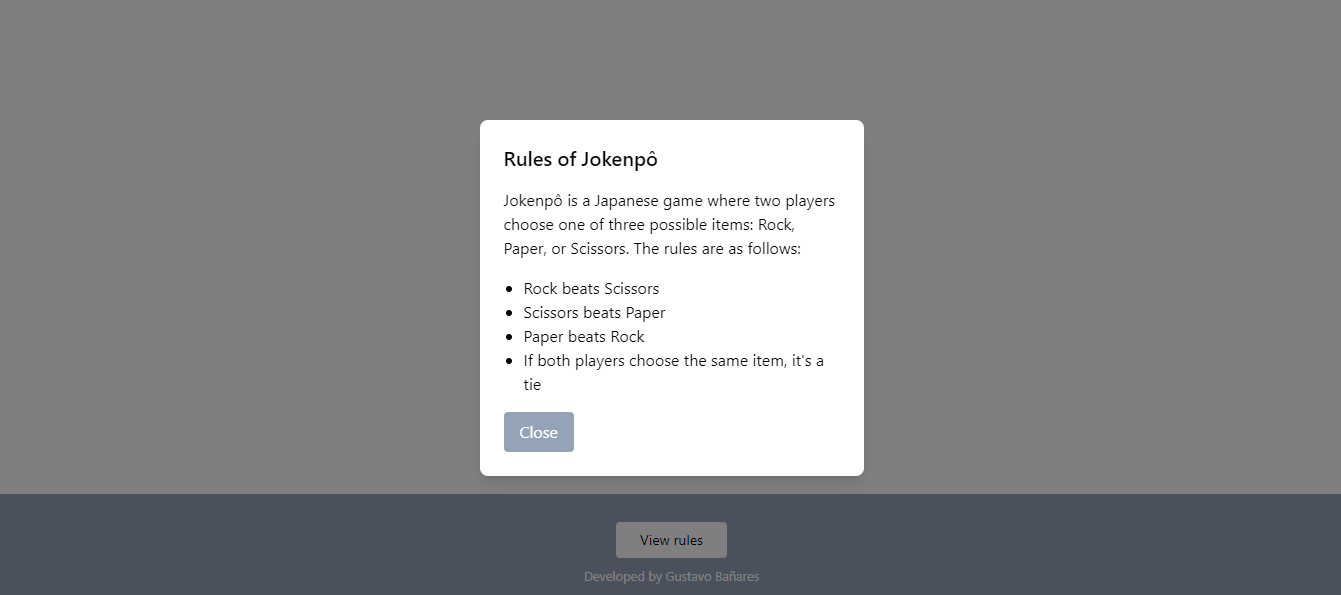 Rules of Jokenpô
Jokenpô is a Japanese game where two players
choose one of three possible items: Rock,
Paper, or Scissors. The rules are as follows:
• Rock beats Scissors
• Scissors beats Paper
• Paper beats Rock
• If both players choose the same item, it's a
tie
Close
View rules
Developed by Gustavo Bañares